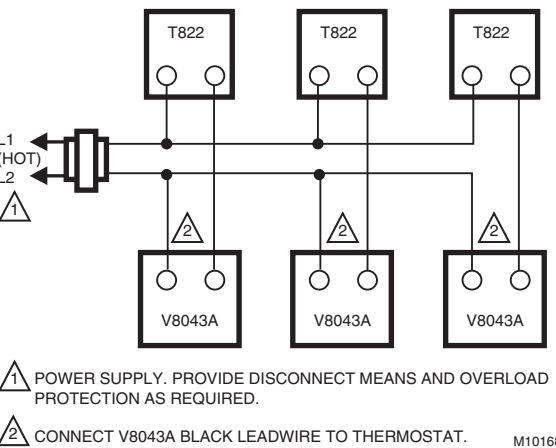 T822 T822 T822
L1
(HOT)
L2
1
2 2 2
V8043A V8043A V8043A
1 POWER SUPPLY. PROVIDE DISCONNECT MEANS AND OVERLOAD
PROTECTION AS REQUIRED.
2 CONNECT V8043A BLACK LEADWIRE TO THERMOSTAT.